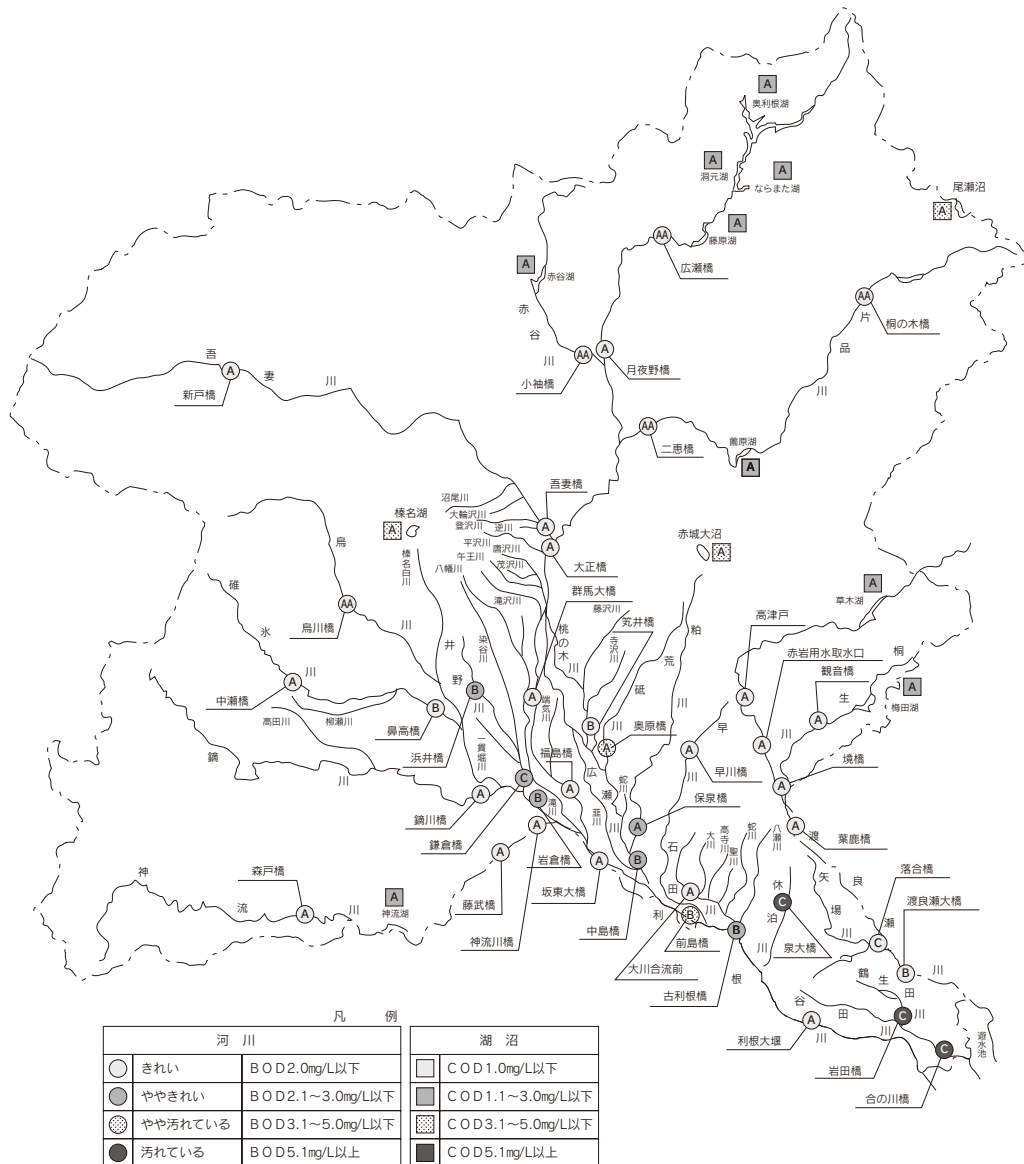 A
奥利根湖
A
洞元湖
A
ならまた湖
尾瀬沼
A
A
藤原湖
AA
広瀬橋
A
赤谷湖
赤谷川
AA
桐の木橋
片品川
AA
小袖橋
A
月夜野橋
吾妻川
A
新戸橋
AA
二恵橋
薗原湖
A
吾妻橋
沼尾川
大輪沢川
登沢川
逆川
A
榛名湖
A
平沢川
唐沢川
午王川
茂沢川
八幡川
滝沢川
A
大正橋
群馬大橋
赤城大沼
A
榛名白川
烏川
AA
烏川橋
碓氷川
A
中瀬橋
柳瀬川
高田川
鏑川
染谷川
井野川
B
浜井橋
B
鼻高橋
一貫堀川
桃の木川
藤沢川
寺沢川
笂井橋
粕川
荒砥川
A
端気川
B
A
奥原橋
福島橋
A
広瀬川
韮川
蛇川
A
草木湖
高津戸
A
赤岩用水取水口
A
観音橋
A
桐生川
A
梅田湖
早川
A
早川橋
A
境橋
A
葉鹿橋
渡良瀬川
A
鏑川橋
C
鎌倉橋
B
滝川
岩倉橋
A
神流川橋
A
藤武橋
A
坂東大橋
A
保泉橋
B
中島橋
石田川
大川
高寺川
聖川
蛇川
八瀬川
A
大川合流前
B
前島橋
B
古利根橋
利根川
休泊川
C
泉大橋
矢場川
落合橋
C
渡良瀬大橋
B
鶴生田川
C
岩田橋
谷田川
C
合の川橋
A
利根大堰
遊水池
神流川
森戸橋
A
A
神流湖
凡 例
河 川
湖 沼
きれい BOD2.0mg/L以下 COD1.0mg/L以下
ややきれい BOD2.1~3.0mg/L以下 COD1.1~3.0mg/L以下
やや汚れている BOD3.1~5.0mg/L以下 COD3.1~5.0mg/L以下
汚れている BOD5.1mg/L以上 COD5.1mg/L以上